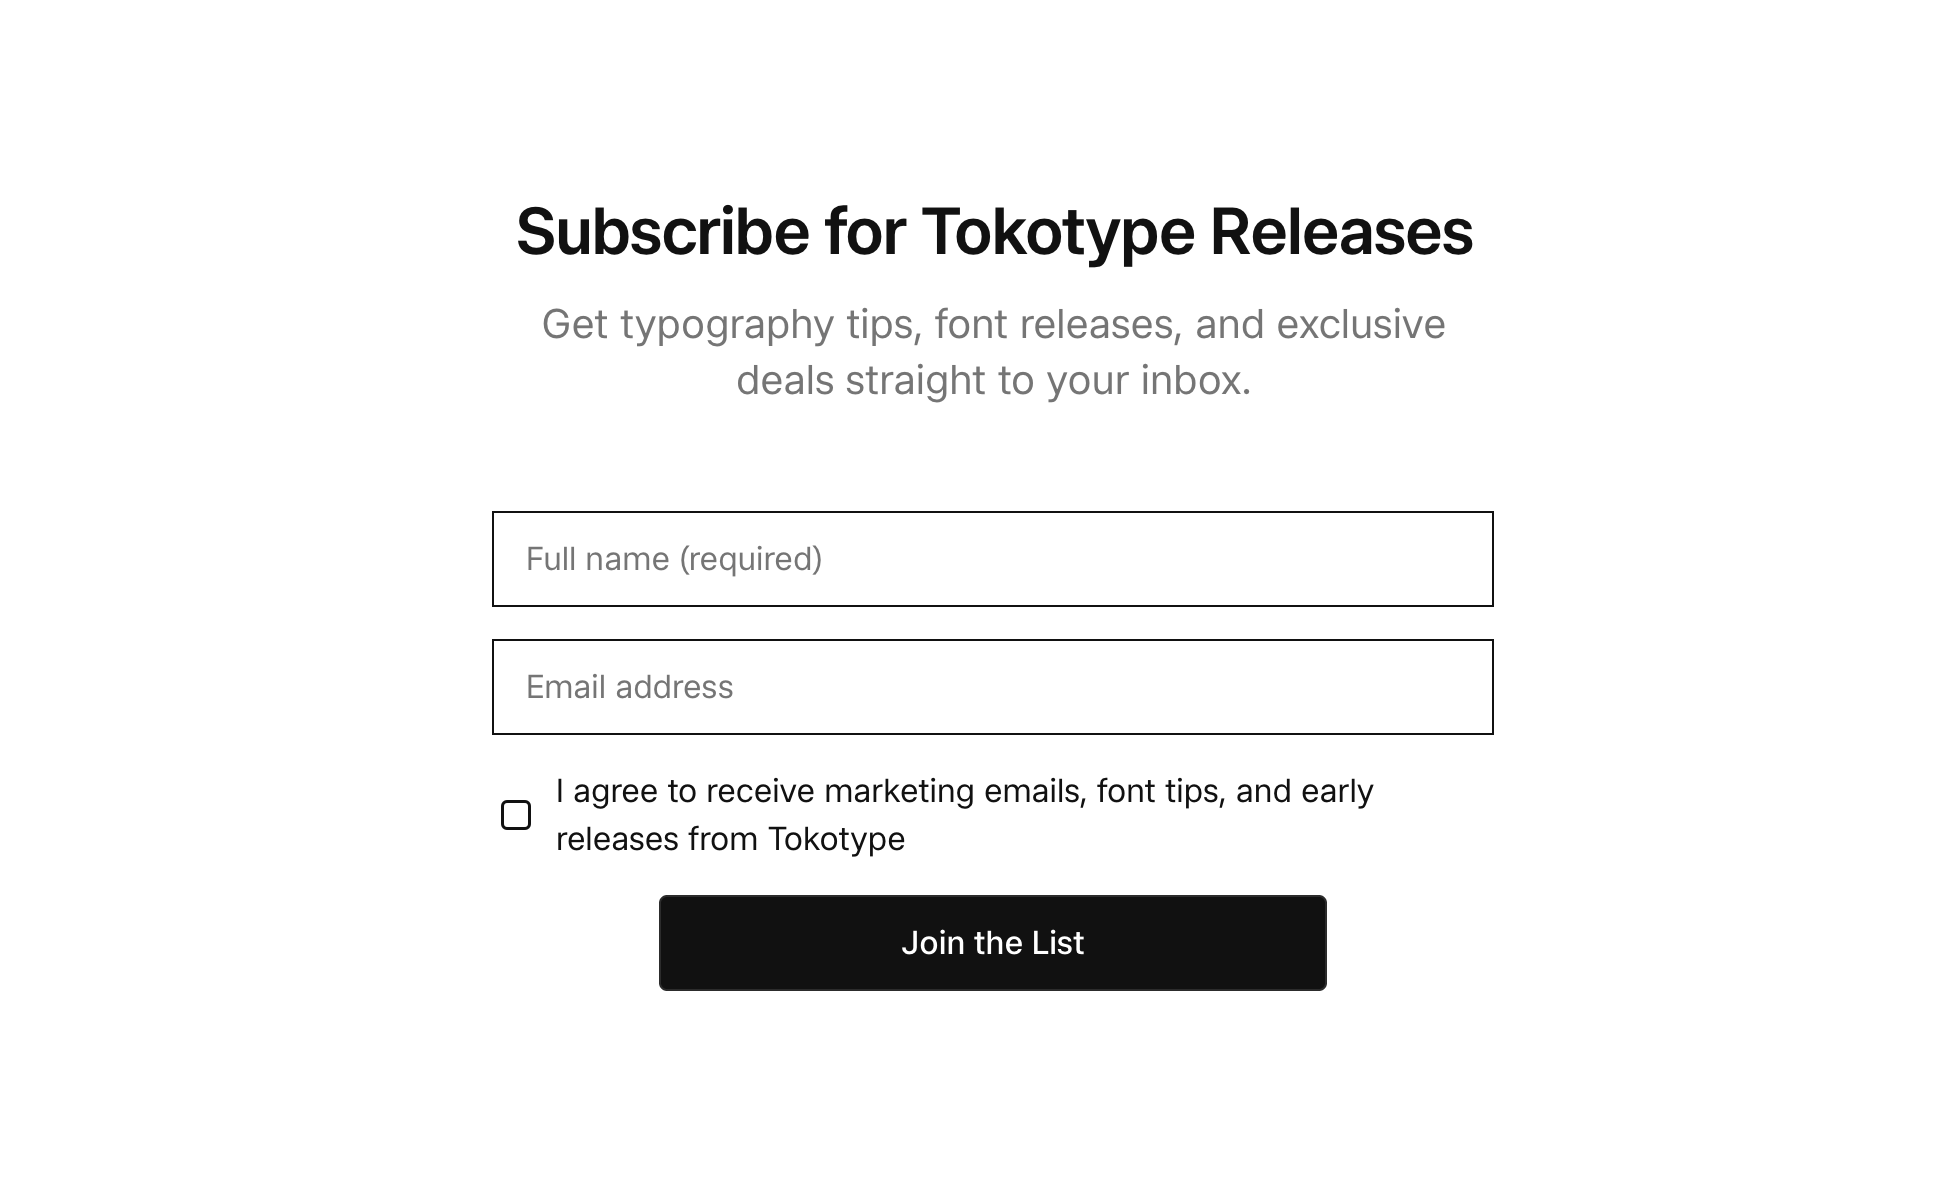 Subscribe for Tokotype Releases
Get typography tips, font releases, and exclusive
deals straight to your inbox.
Full name (required)
Email address
I agree to receive marketing emails, font tips, and early
releases from Tokotype
Join the List